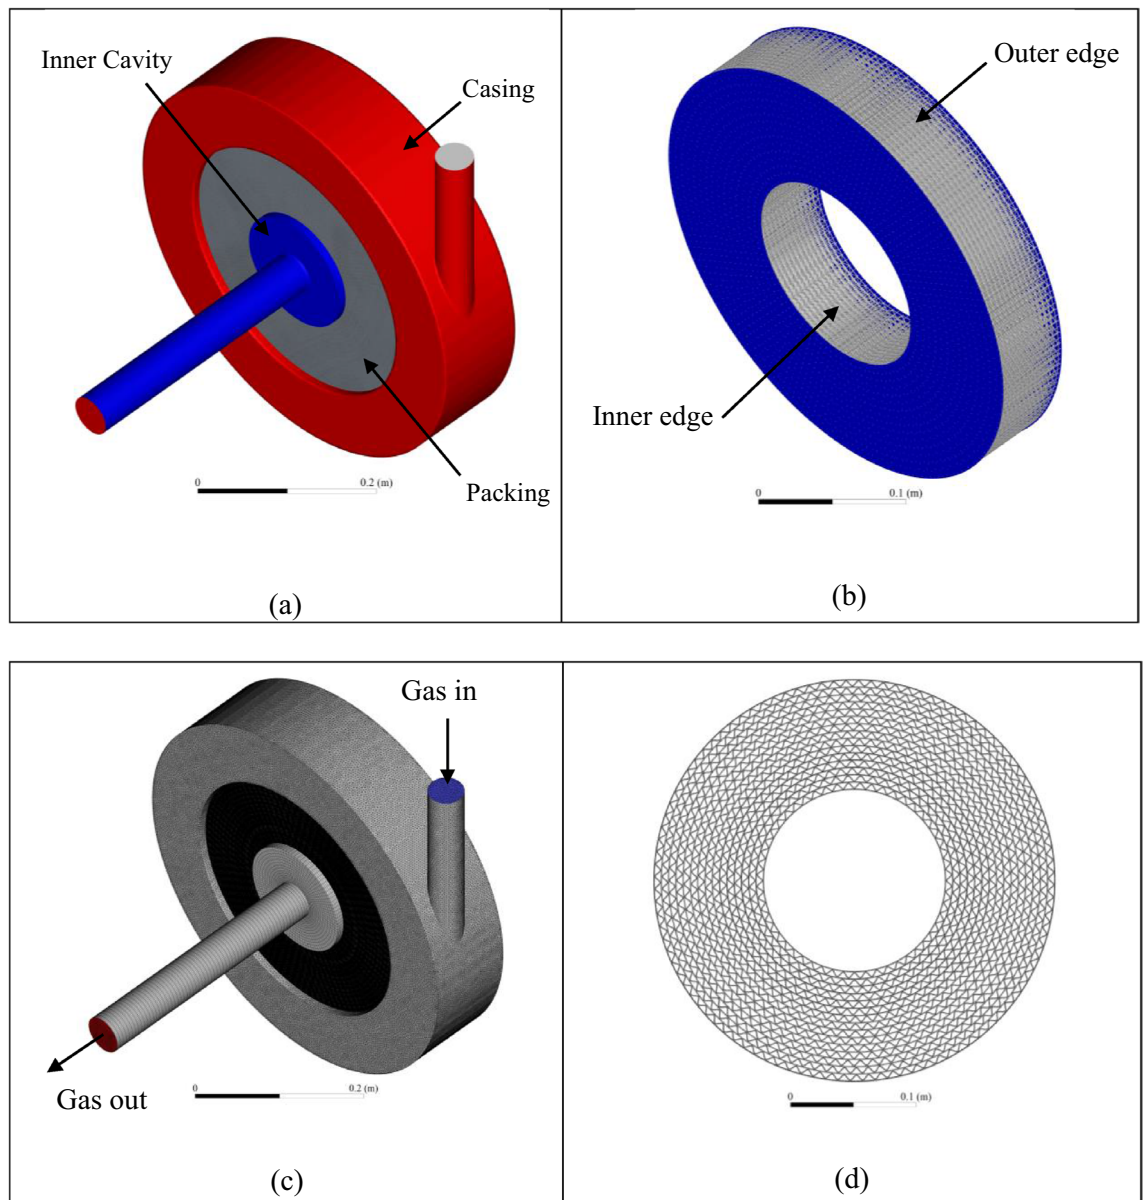 Inner Cavity
Casing
Packing
0 0.2 (m)
(a)
Outer edge
Inner edge
0 0.1 (m)
(b)
Gas in
Gas out
0 0.2 (m)
(c)
0 0.1 (m)
(d)